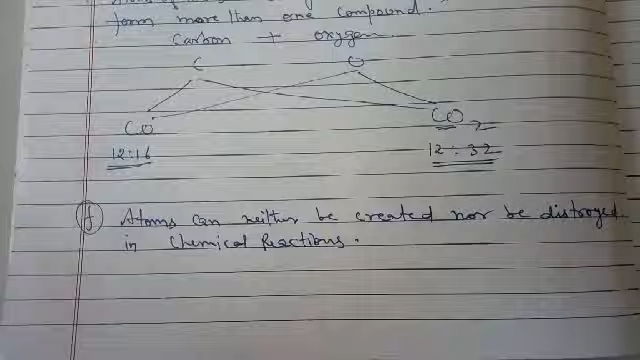 form more than one compound."
Carbon + oxygen
C O
CO CO2
12:16 12:32
f Atoms can neither be created nor be distroyed
in Chemical Reactions.